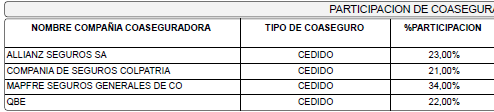 PARTICIPACION DE COASEGURA
NOMBRE COMPAÑIA COASEGURADORA TIPO DE COASEGURO %PARTICIPACION
ALLIANZ SEGUROS SA CEDIDO 23,00%
COMPANIA DE SEGUROS COLPATRIA CEDIDO 21,00%
MAPFRE SEGUROS GENERALES DE CO CEDIDO 34,00%
QBE CEDIDO 22,00%